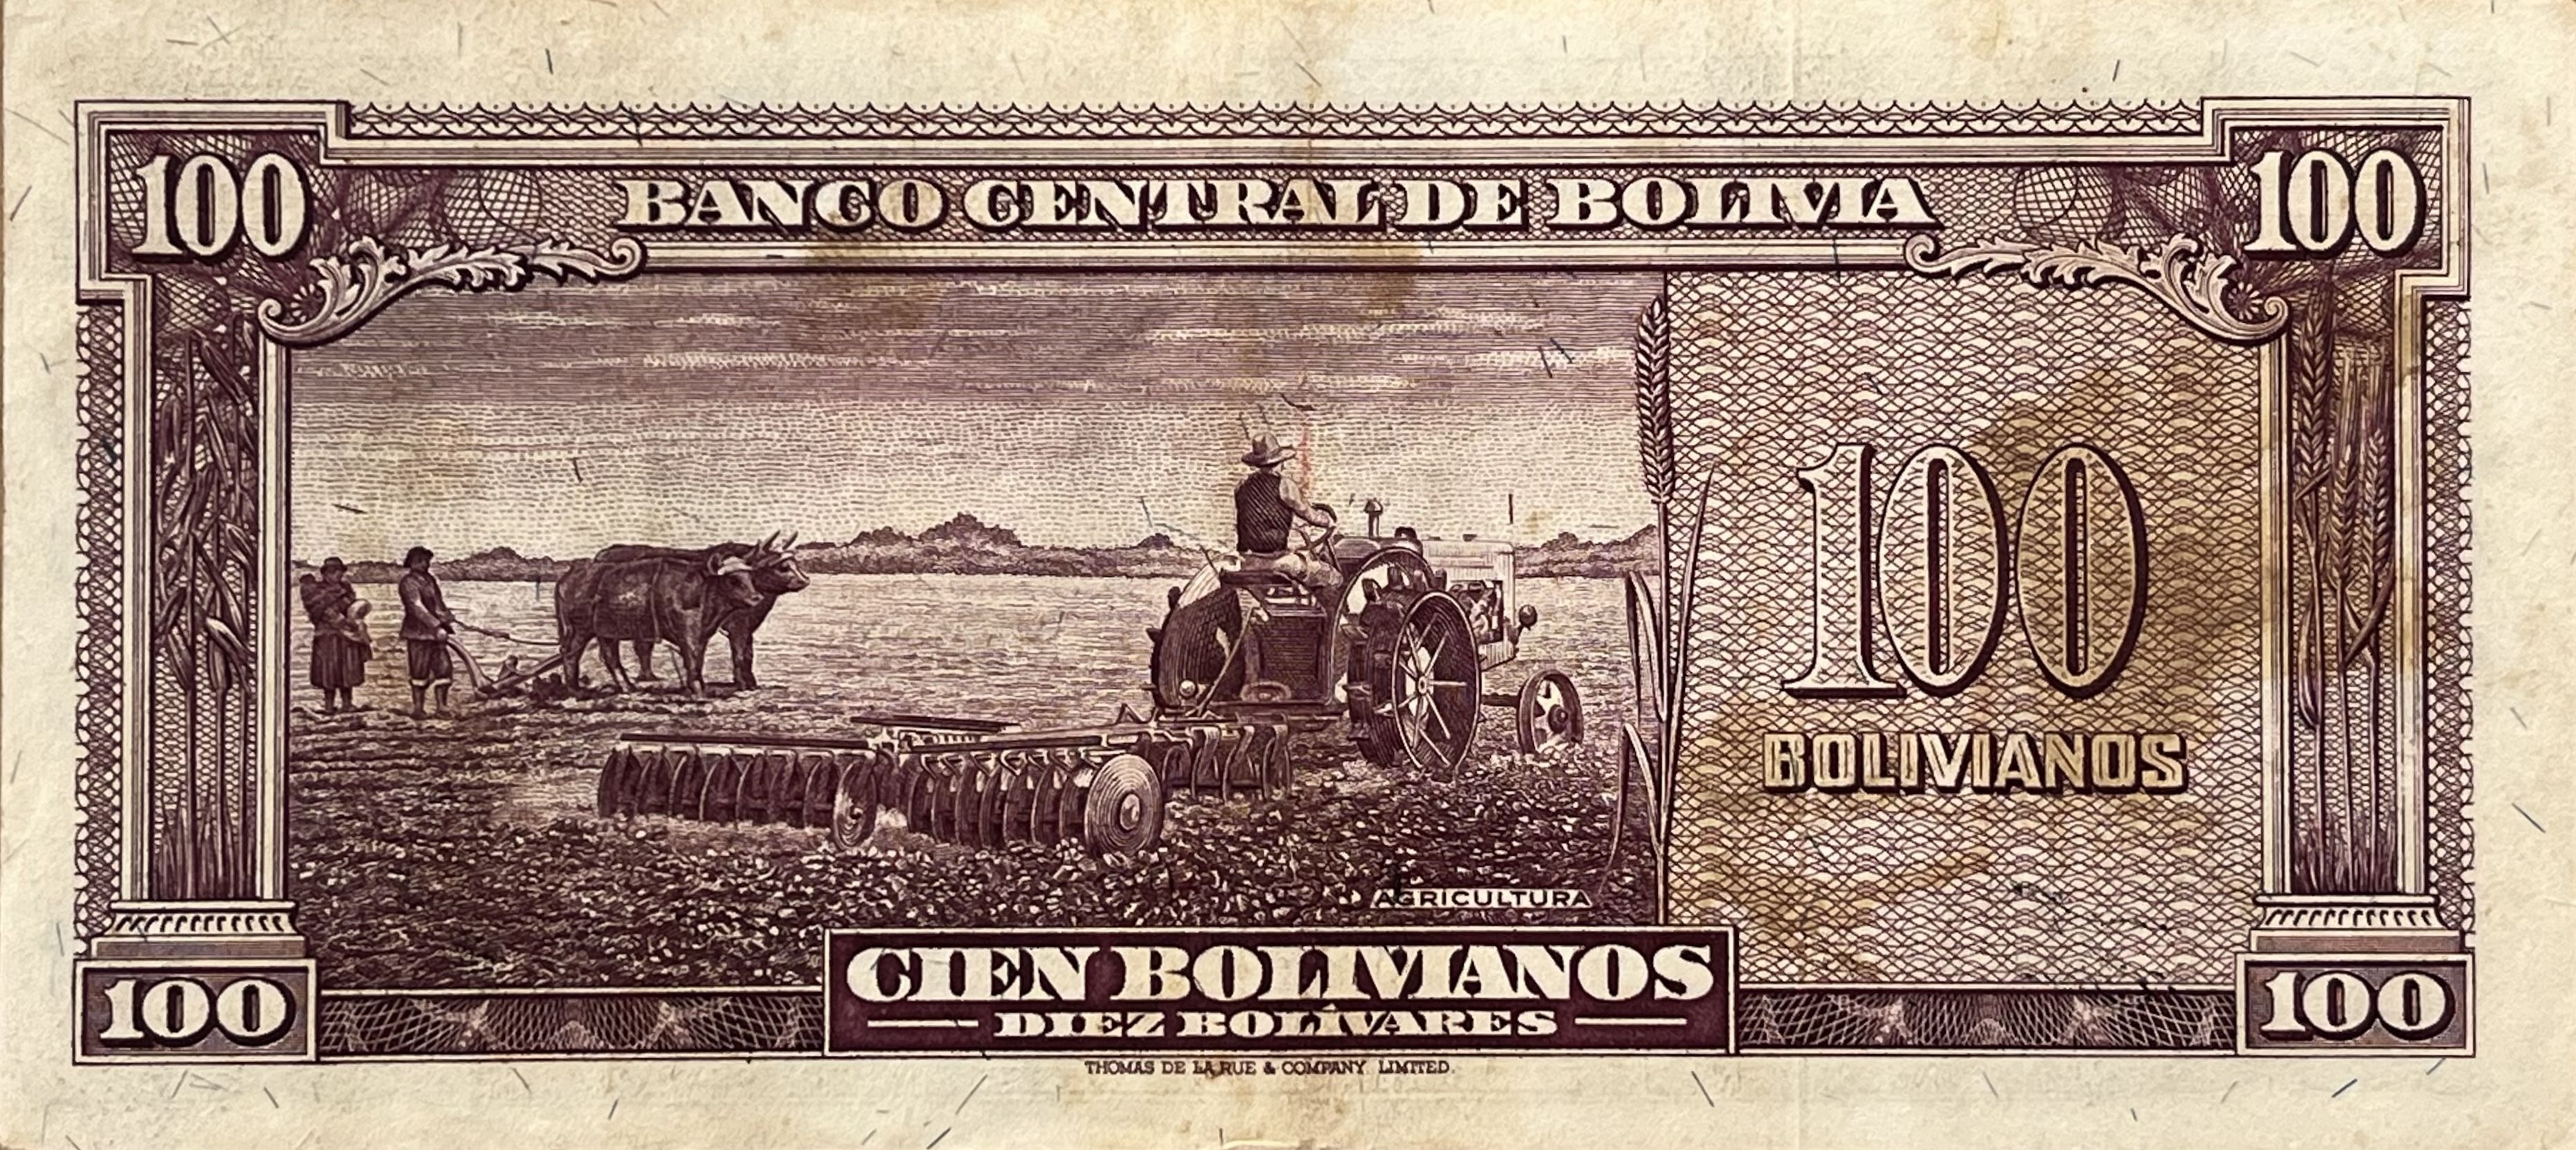 100 BANCO CENTRAL DE BOLIVIA 100
100
BOLIVIANOS
AGRICULTURA
100 CIEN BOLIVIANOS 100
DIEZ BOLÍVARES
THOMAS DE LA RUE & COMPANY LIMITED.